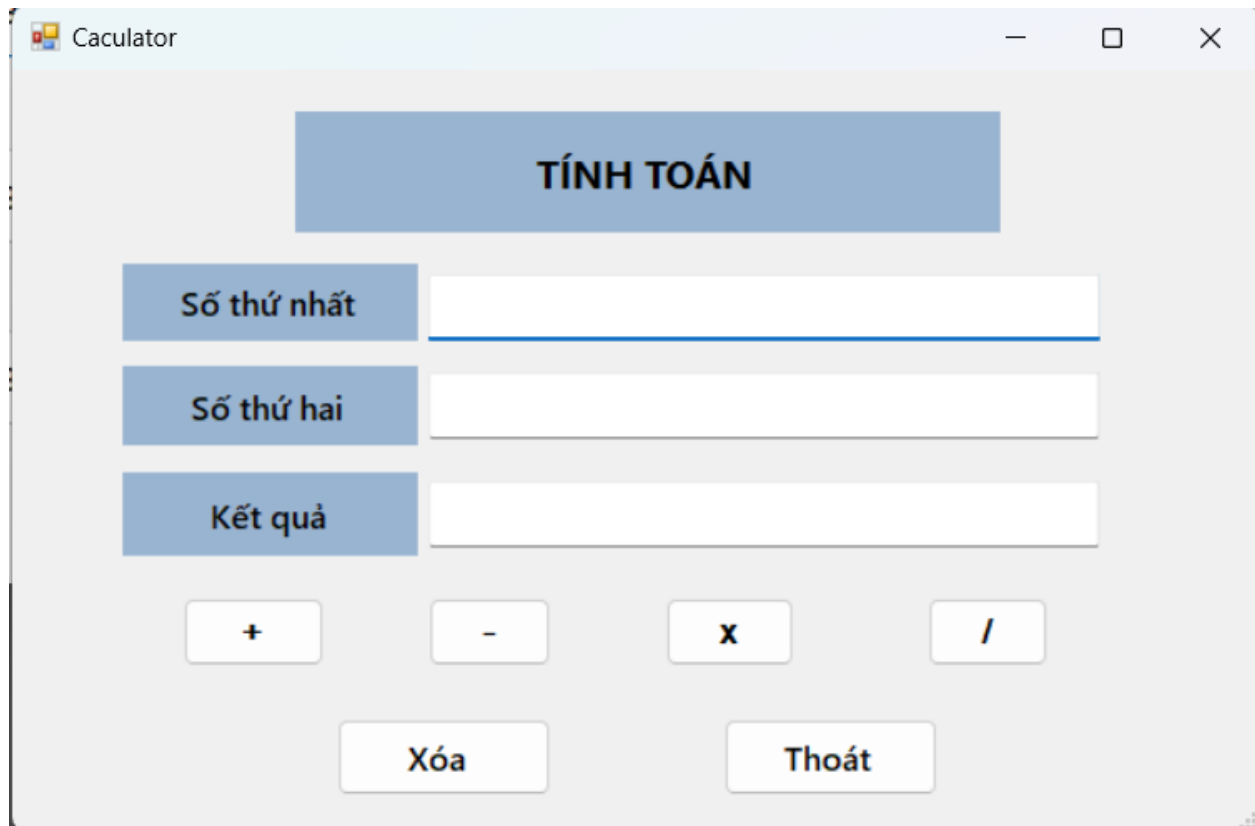 Caculator
TÍNH TOÁN
Số thứ nhất
Số thứ hai
Kết quả
+ - x /
Xóa Thoát